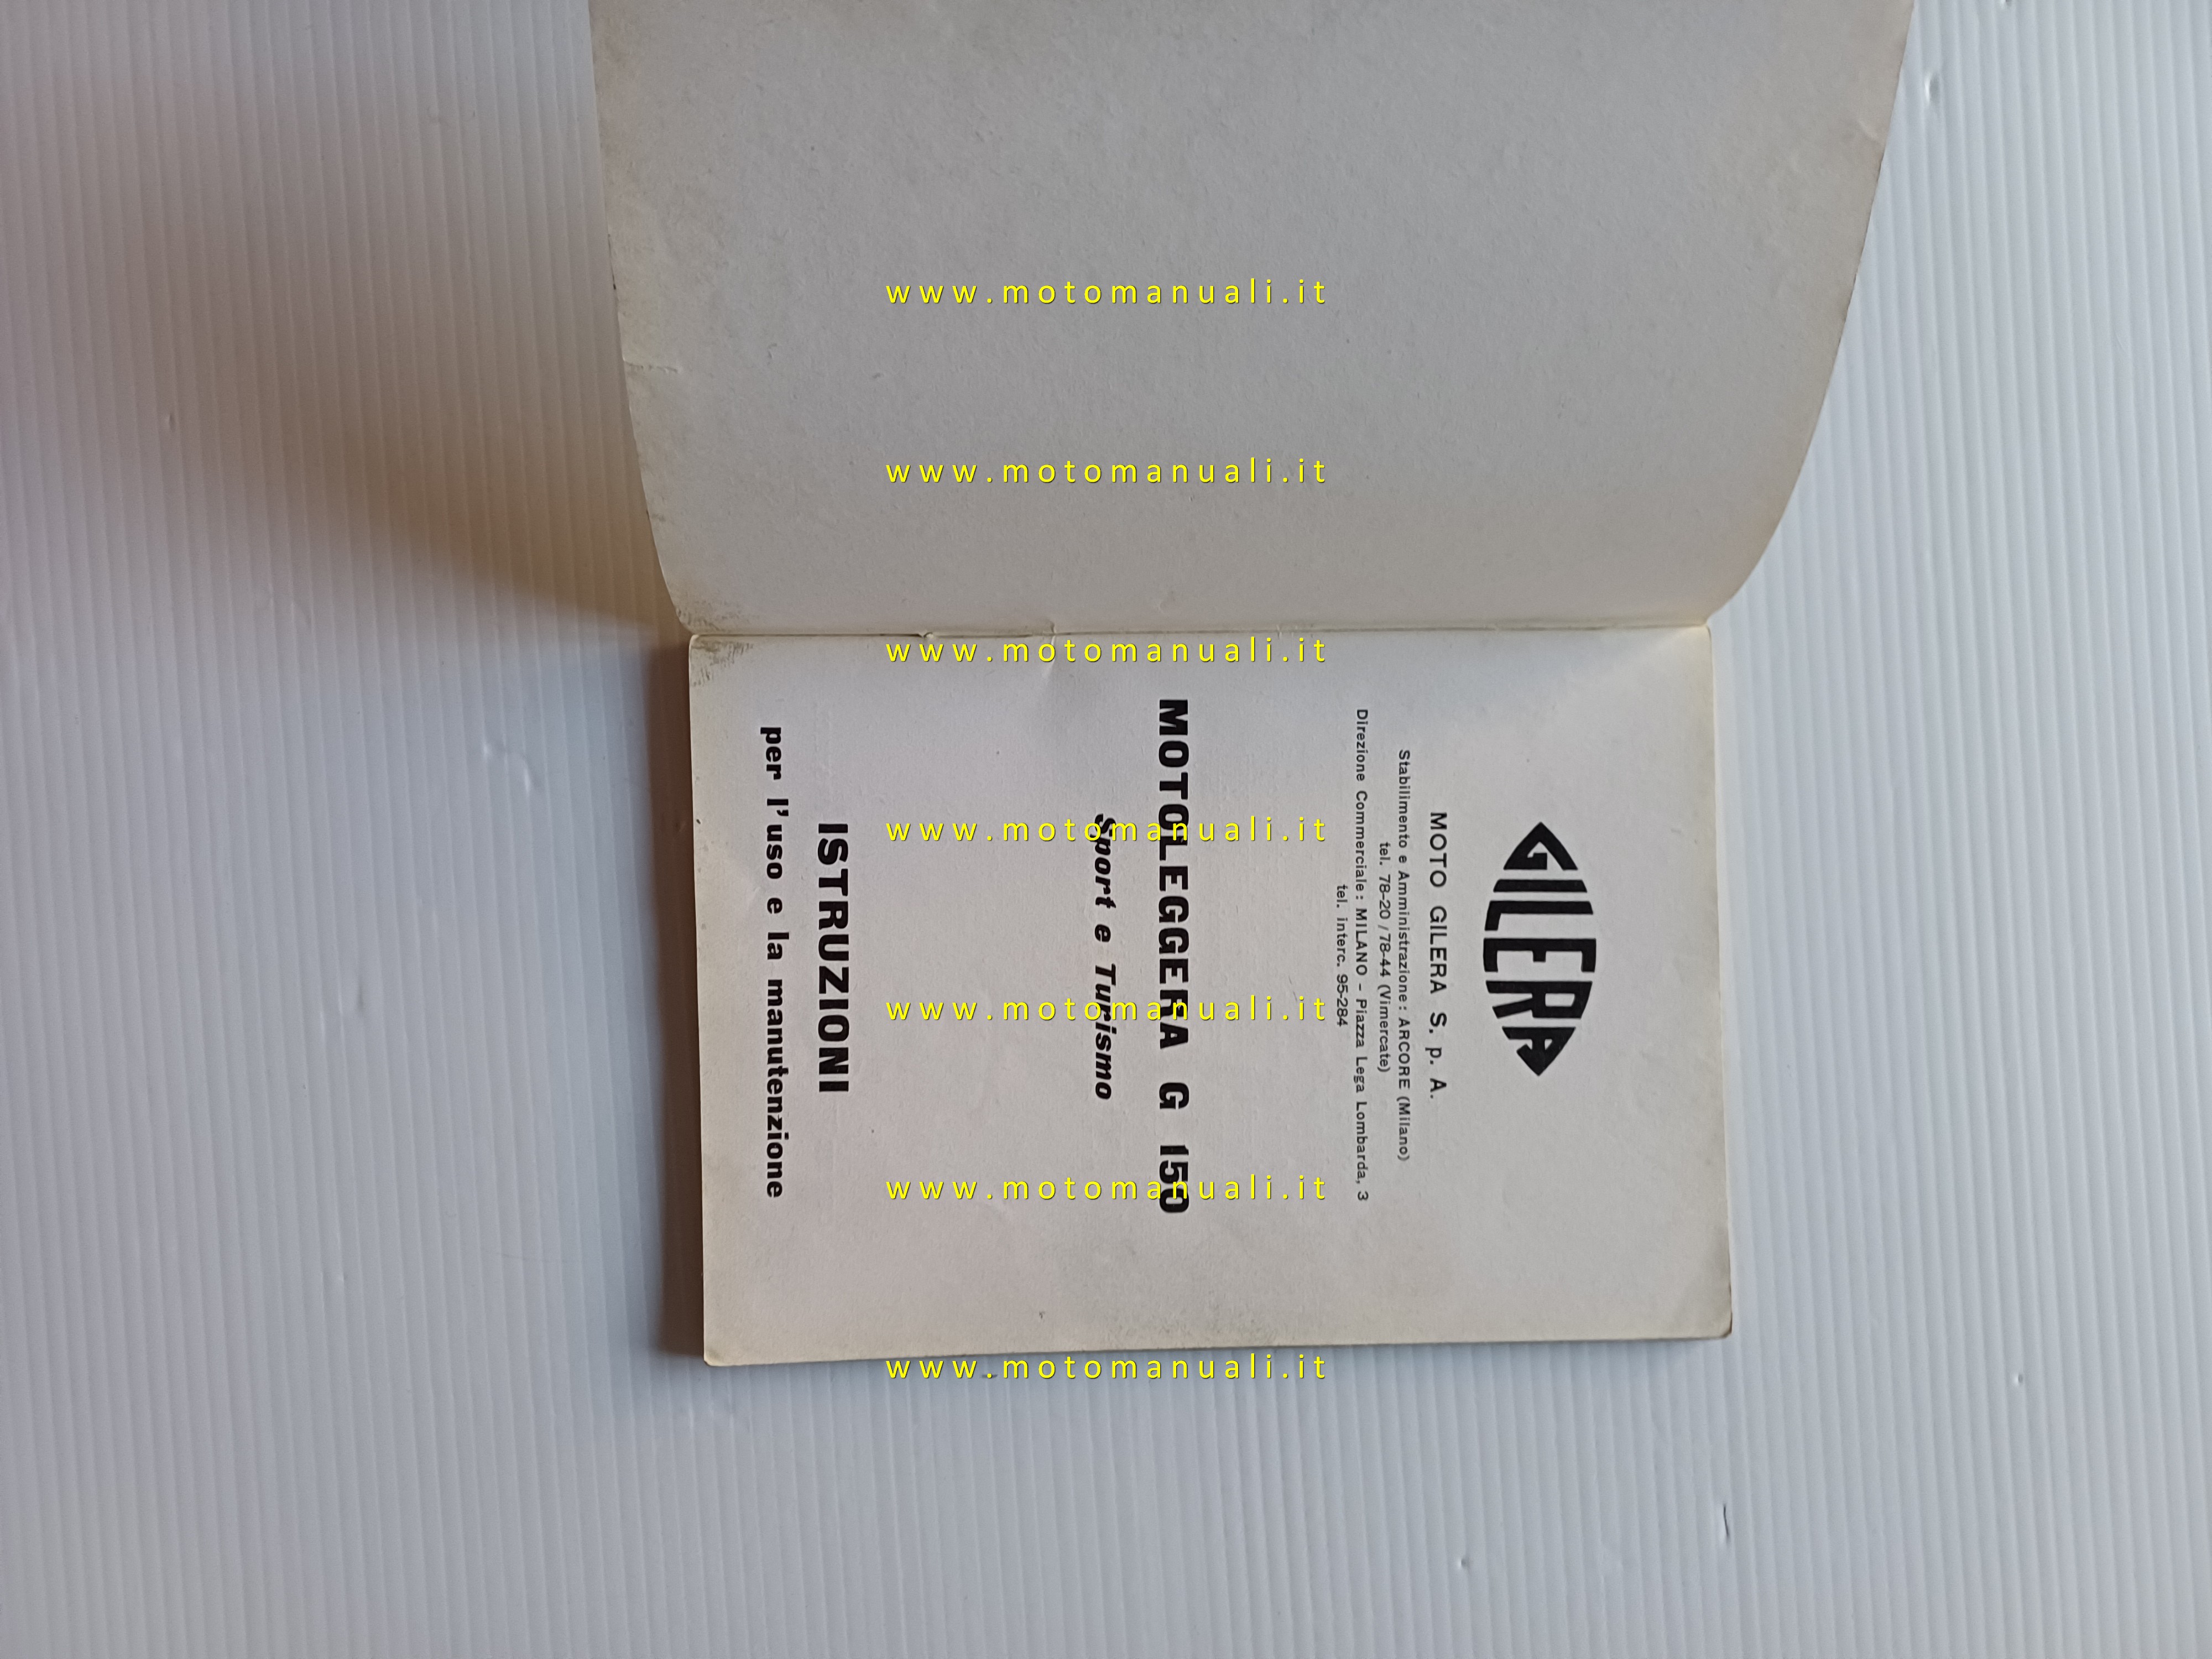 GILERA
MOTO GILERA S. p. A.
Stabilimento e Amministrazione: ARCORE (Milano)
tel. 78-20 / 78-44 (Vimercate)
Direzione Commerciale: MILANO - Piazza Lega Lombarda, 3
tel. interc. 95-284
MOTOLEGGERA G 150
Sport e Turismo
ISTRUZIONI
per l'uso e la manutenzione
www.motomanuali.it
www.motomanuali.it
www.motomanuali.it
www.motomanuali.it
www.motomanuali.it
www.motomanuali.it
www.motomanuali.it